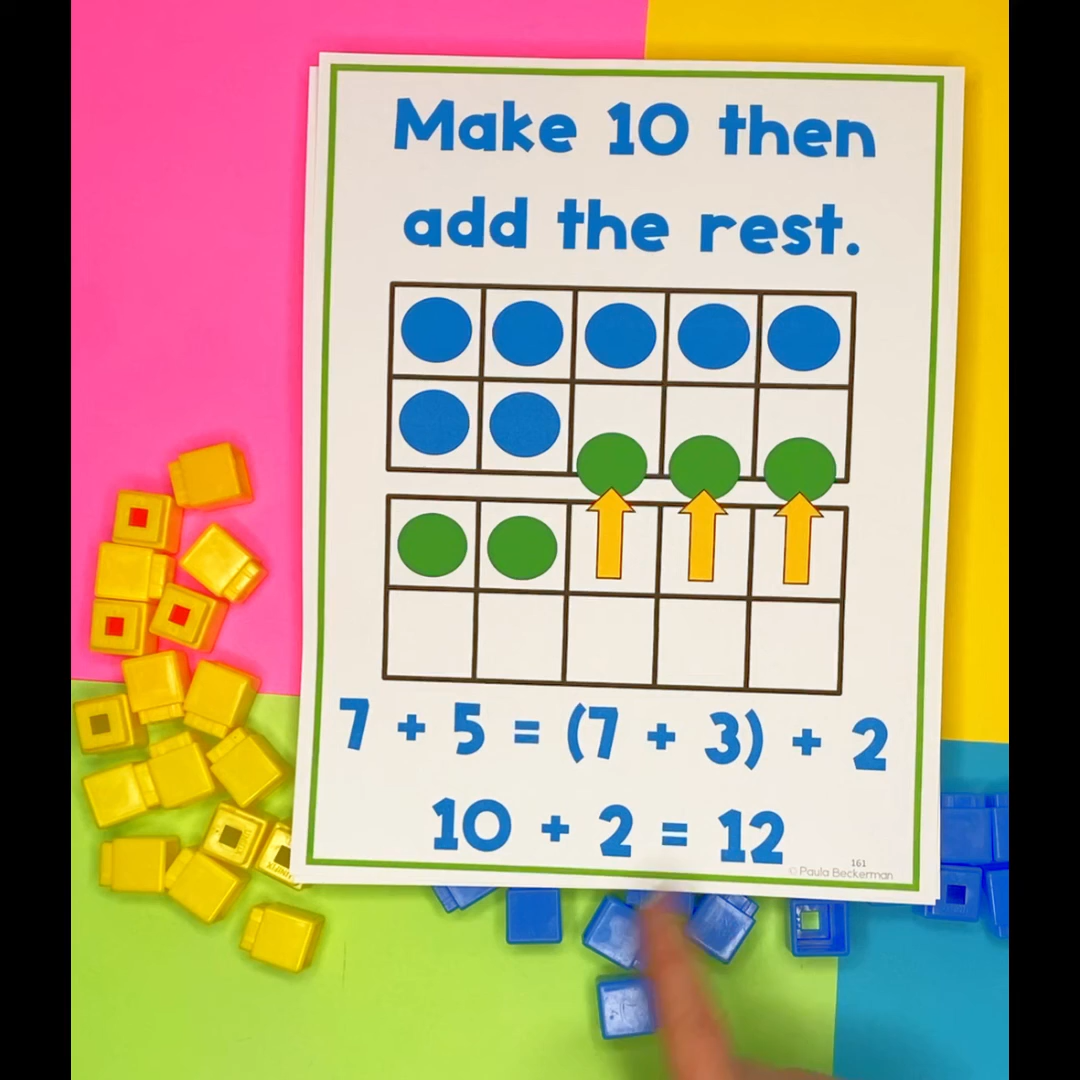 Make 10 then
add the rest.
7 + 5 = (7 + 3) + 2
10 + 2 = 12
161
© Paula Beckerman